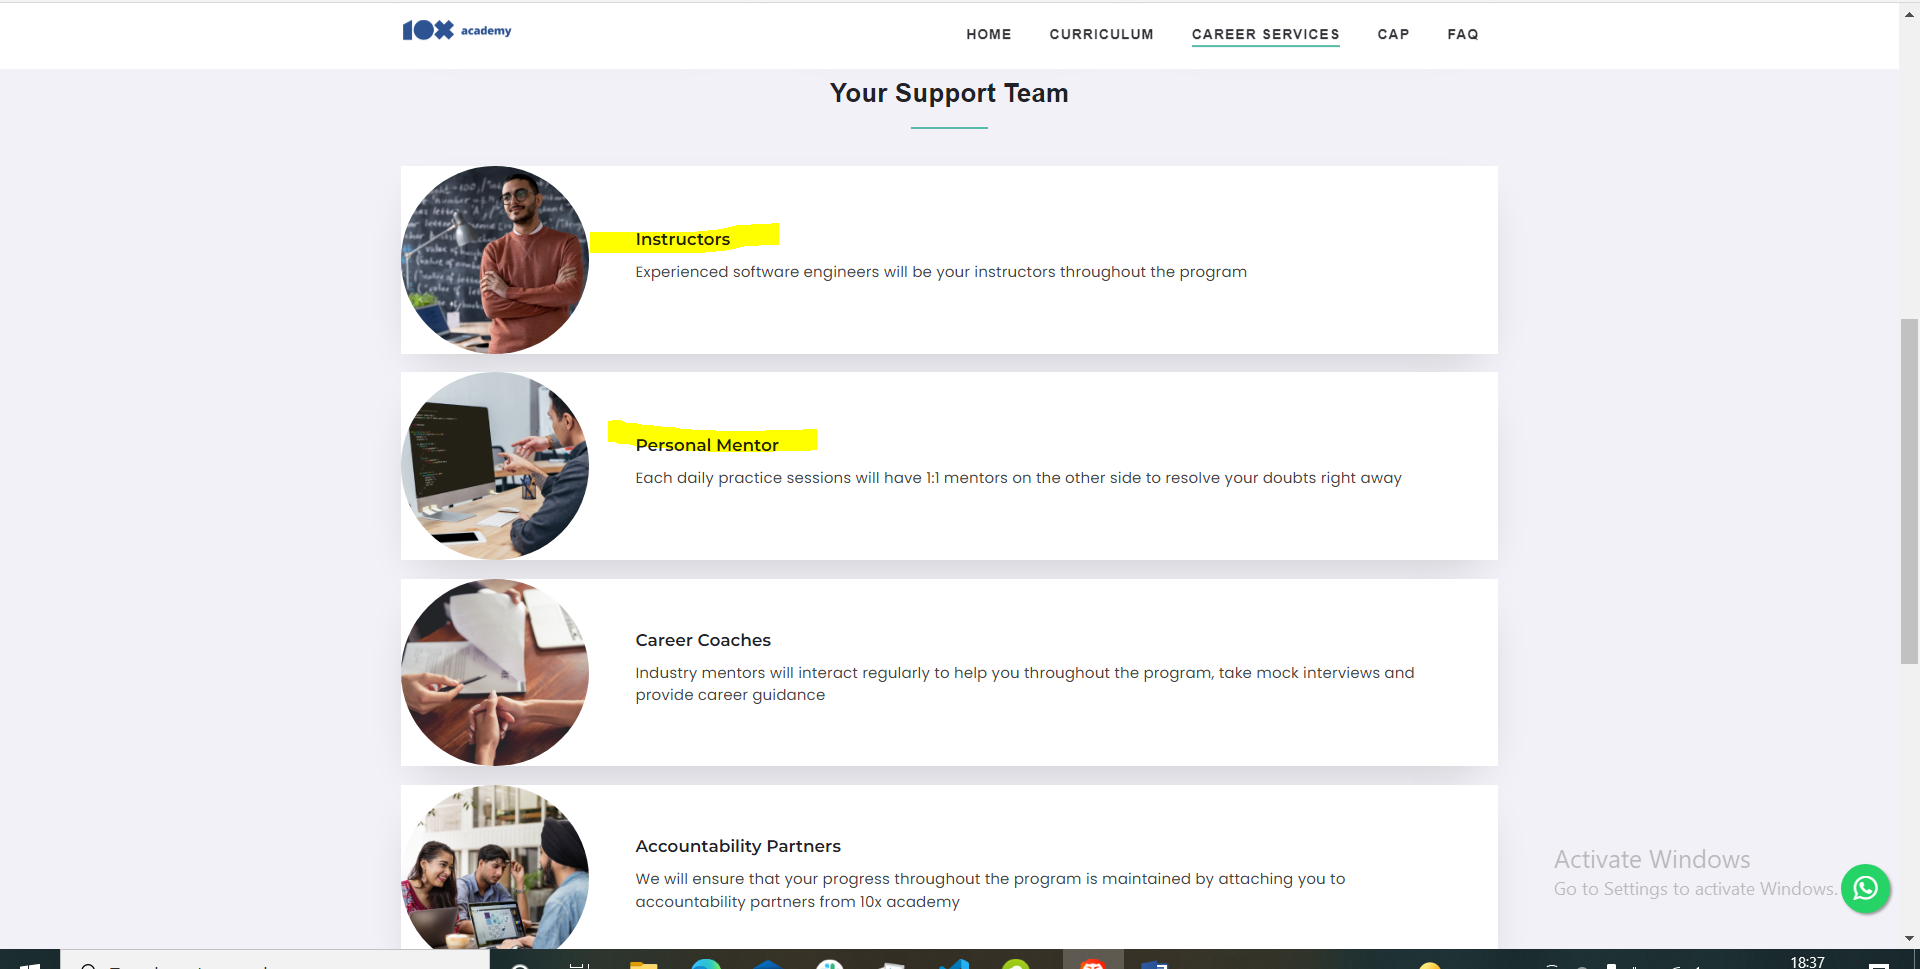 10x academy
HOME CURRICULUM CAREER SERVICES CAP FAQ
Your Support Team
Instructors
Experienced software engineers will be your instructors throughout the program
Personal Mentor
Each daily practice sessions will have 1:1 mentors on the other side to resolve your doubts right away
Career Coaches
Industry mentors will interact regularly to help you throughout the program, take mock interviews and
provide career guidance
Accountability Partners
We will ensure that your progress throughout the program is maintained by attaching you to
accountability partners from 10x academy
Activate Windows
Go to Settings to activate Windows.
18:37